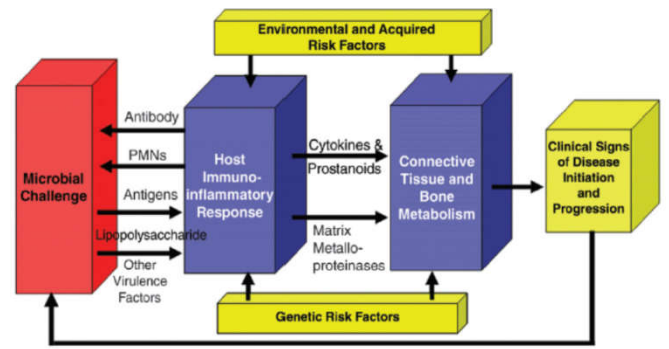 Environmental and Acquired
Risk Factors
Microbial
Challenge
Antibody
PMNs
Antigens
Lipopolysaccharide
Other
Virulence
Factors
Host
Immuno-
inflammatory
Response
Cytokines &
Prostanoids
Matrix
Metallo-
proteinases
Connective
Tissue and
Bone
Metabolism
Clinical Signs
of Disease
Initiation
and
Progression
Genetic Risk Factors